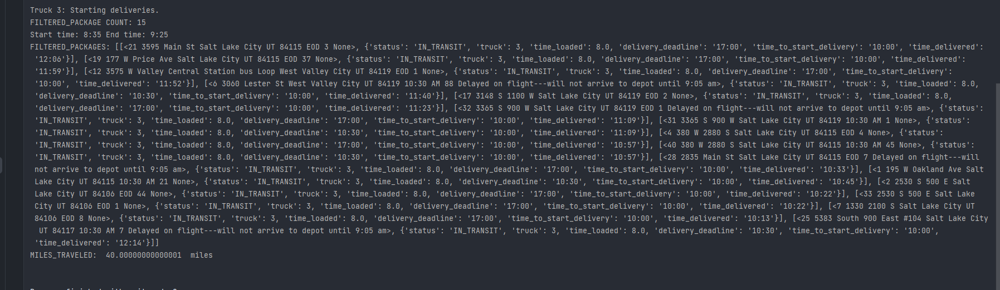 Truck 3: Starting deliveries.
FILTERED_PACKAGE COUNT: 15
Start time: 8:35 End time: 9:25
FILTERED_PACKAGES: [[<21 3595 Main St Salt Lake City UT 84115 EOD 3 None>, {'status': 'IN_TRANSIT', 'truck': 3, 'time_loaded': 8.0, 'delivery_deadline': '17:00', 'time_to_start_delivery': '10:00', 'time_delivered':
'12:06'}], [<19 177 W Price Ave Salt Lake City UT 84115 EOD 37 None>, {'status': 'IN_TRANSIT', 'truck': 3, 'time_loaded': 8.0, 'delivery_deadline': '17:00', 'time_to_start_delivery': '10:00', 'time_delivered':
'11:59'}], [<12 3575 W Valley Central Station bus Loop West Valley City UT 84119 EOD 1 None>, {'status': 'IN_TRANSIT', 'truck': 3, 'time_loaded': 8.0, 'delivery_deadline': '17:00', 'time_to_start_delivery':
'10:00', 'time_delivered': '11:52'}], [<6 3060 Lester St West Valley City UT 84119 10:30 AM 88 Delayed on flight---will not arrive to depot until 9:05 am>, {'status': 'IN_TRANSIT', 'truck': 3, 'time_loaded': 8.0,
'delivery_deadline': '10:30', 'time_to_start_delivery': '10:00', 'time_delivered': '11:40'}], [<17 3148 S 1100 W Salt Lake City UT 84119 EOD 2 None>, {'status': 'IN_TRANSIT', 'truck': 3, 'time_loaded': 8.0,
'delivery_deadline': '17:00', 'time_to_start_delivery': '10:00', 'time_delivered': '11:23'}], [<32 3365 S 900 W Salt Lake City UT 84119 EOD 1 Delayed on flight---will not arrive to depot until 9:05 am>, {'status':
'IN_TRANSIT', 'truck': 3, 'time_loaded': 8.0, 'delivery_deadline': '17:00', 'time_to_start_delivery': '10:00', 'time_delivered': '11:09'}], [<31 3365 S 900 W Salt Lake City UT 84119 10:30 AM 1 None>, {'status':
'IN_TRANSIT', 'truck': 3, 'time_loaded': 8.0, 'delivery_deadline': '10:30', 'time_to_start_delivery': '10:00', 'time_delivered': '11:09'}], [<4 380 W 2880 S Salt Lake City UT 84115 EOD 4 None>, {'status':
'IN_TRANSIT', 'truck': 3, 'time_loaded': 8.0, 'delivery_deadline': '17:00', 'time_to_start_delivery': '10:00', 'time_delivered': '10:57'}], [<40 380 W 2880 S Salt Lake City UT 84115 10:30 AM 45 None>, {'status':
'IN_TRANSIT', 'truck': 3, 'time_loaded': 8.0, 'delivery_deadline': '10:30', 'time_to_start_delivery': '10:00', 'time_delivered': '10:57'}], [<28 2835 Main St Salt Lake City UT 84115 EOD 7 Delayed on flight---will
not arrive to depot until 9:05 am>, {'status': 'IN_TRANSIT', 'truck': 3, 'time_loaded': 8.0, 'delivery_deadline': '17:00', 'time_to_start_delivery': '10:00', 'time_delivered': '10:33'}], [<1 195 W Oakland Ave Salt
Lake City UT 84115 10:30 AM 21 None>, {'status': 'IN_TRANSIT', 'truck': 3, 'time_loaded': 8.0, 'delivery_deadline': '10:30', 'time_to_start_delivery': '10:00', 'time_delivered': '10:45'}], [<2 2530 S 500 E Salt
Lake City UT 84106 EOD 44 None>, {'status': 'IN_TRANSIT', 'truck': 3, 'time_loaded': 8.0, 'delivery_deadline': '17:00', 'time_to_start_delivery': '10:00', 'time_delivered': '10:22'}], [<33 2530 S 500 E Salt Lake
City UT 84106 EOD 1 None>, {'status': 'IN_TRANSIT', 'truck': 3, 'time_loaded': 8.0, 'delivery_deadline': '17:00', 'time_to_start_delivery': '10:00', 'time_delivered': '10:22'}], [<7 1330 2100 S Salt Lake City UT
84106 EOD 8 None>, {'status': 'IN_TRANSIT', 'truck': 3, 'time_loaded': 8.0, 'delivery_deadline': '17:00', 'time_to_start_delivery': '10:00', 'time_delivered': '10:13'}], [<25 5383 South 900 East #104 Salt Lake City
UT 84117 10:30 AM 7 Delayed on flight---will not arrive to depot until 9:05 am>, {'status': 'IN_TRANSIT', 'truck': 3, 'time_loaded': 8.0, 'delivery_deadline': '10:30', 'time_to_start_delivery': '10:00',
'time_delivered': '12:14'}]]
MILES_TRAVELED:  40.00000000000001  miles